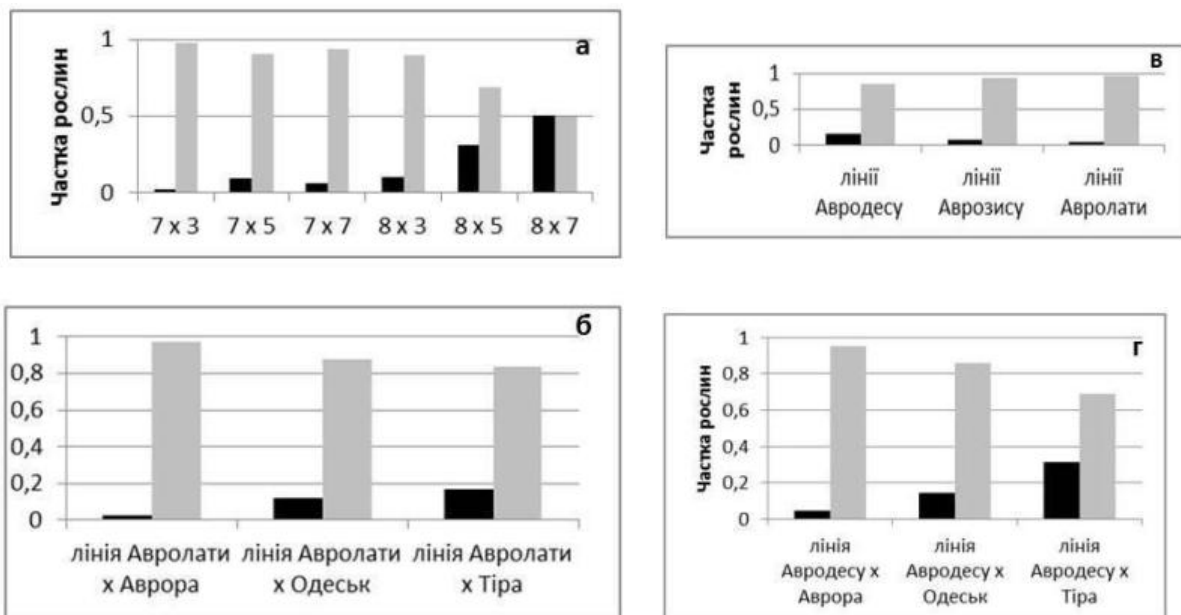 а
Частка рослин
1
0,5
0
7 х 3 7 х 5 7 х 7 8 х 3 8 х 5 8 х 7
в
Частка
рослин
1
0,5
0
лінії лінії лінії
Авродесу Аврозису Авролати
б
1
0,8
0,6
0,4
0,2
0
лінія Авролати лінія Авролати лінія Авролати
х Аврора х Одеськ х Тіра
г
Частка рослин
1
0,8
0,6
0,4
0,2
0
лінія лінія лінія
Авродесу х Авродесу х Авродесу х
Аврора Одеськ Тіра